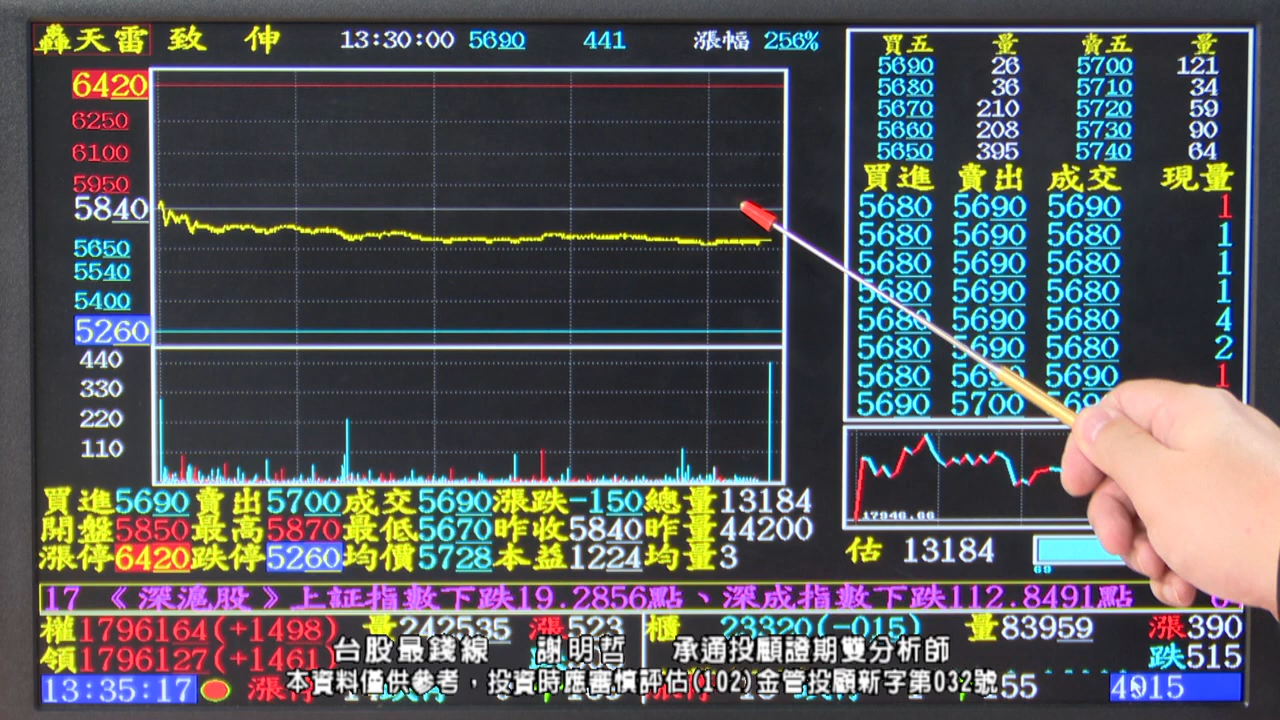 轟天雷 致 伸 13:30:00 5690 441 漲幅 256%
6420
6250
6100
5950
5840
5650
5540
5400
5260
440
330
220
110
買五 量 賣五 量
5690 26 5700 121
5680 36 5710 34
5670 210 5720 59
5660 208 5730 90
5650 395 5740 64
買進 賣出 成交 現量
5680 5690 5690 1
5680 5690 5690 1
5680 5690 5690 1
5680 5690 5690 1
5680 5690 5680 4
5680 5690 5680 2
5680 5690 5690 1
5690 5700
17946.66
買進5690賣出5700成交5690漲跌-150總量13184
開盤5850最高5870最低5670昨收5840昨量44200
漲停6420跌停5260均價5728本益1224均量3
估 13184
69
17 《深滬股》上証指數下跌19.2856點、深成指數下跌112.8491點
權1796164(+1498) 量242535 漲523 櫃 23320(-015) 量83959 漲390
領1796127(+1461) 跌515
台股最錢線 謝明哲 承通投顧證期雙分析師
本資料僅供參考，投資時應審慎評估(102)金管投顧新字第032號
13:35:17 4015